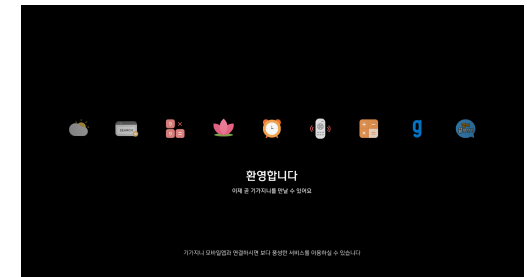 g
환영합니다
이제 곧 기가지니를 만날 수 있어요
기가지니 모바일앱과 연결하시면 보다 풍성한 서비스를 이용하실 수 있습니다